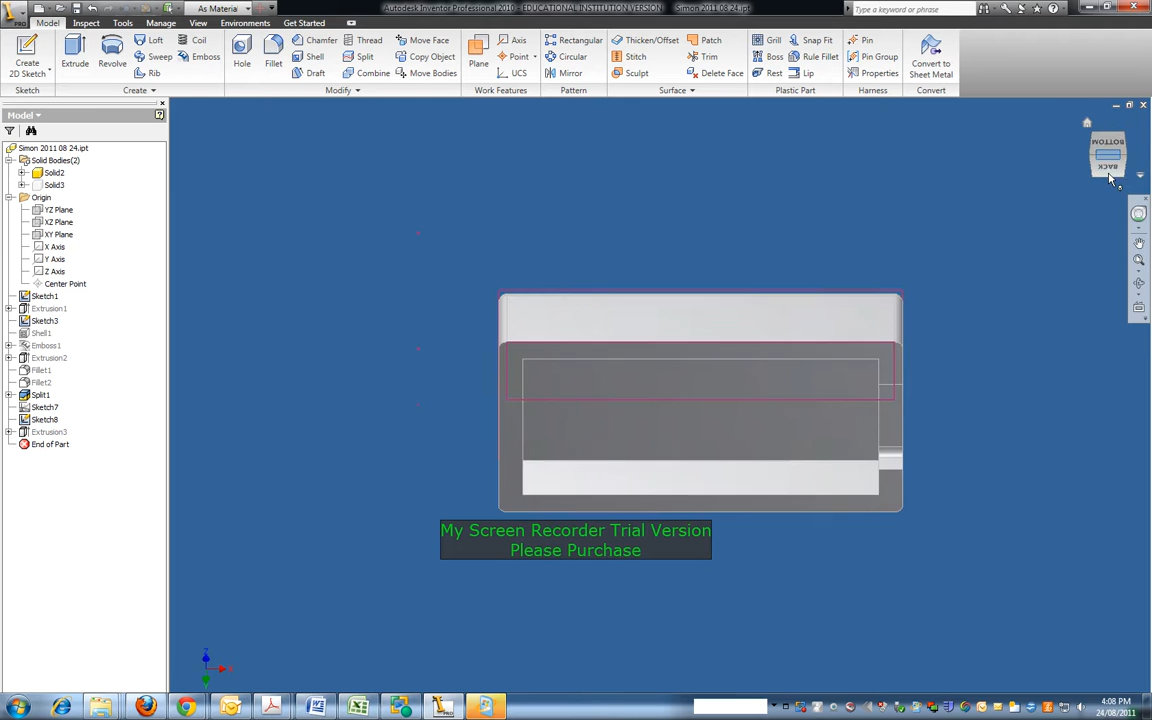 Autodesk Inventor Professional 2010 - EDUCATIONAL INSTITUTION VERSION Simon 2011 08 24.ipt
As Material
Type a keyword or phrase
PRO
Model Inspect Tools Manage View Environments Get Started
Create 2D Sketch
Extrude
Revolve
Loft
Sweep
Rib
Coil
Emboss
Hole
Fillet
Chamfer
Shell
Draft
Thread
Split
Combine
Move Face
Copy Object
Move Bodies
Plane
Axis
Point
UCS
Rectangular
Circular
Mirror
Thicken/Offset
Stitch
Sculpt
Patch
Trim
Delete Face
Grill
Boss
Rest
Snap Fit
Rule Fillet
Lip
Pin
Pin Group
Properties
Convert to Sheet Metal
Sketch Create Modify Work Features Pattern Surface Plastic Part Harness Convert
Model
Simon 2011 08 24.ipt
Solid Bodies(2)
Solid2
Solid3
Origin
YZ Plane
XZ Plane
XY Plane
X Axis
Y Axis
Z Axis
Center Point
Sketch1
Extrusion1
Sketch3
Shell1
Emboss1
Extrusion2
Fillet1
Fillet2
Split1
Sketch7
Sketch8
Extrusion3
End of Part
BOTTOM
BACK
My Screen Recorder Trial Version
Please Purchase
Z
X
4:08 PM
24/08/2011